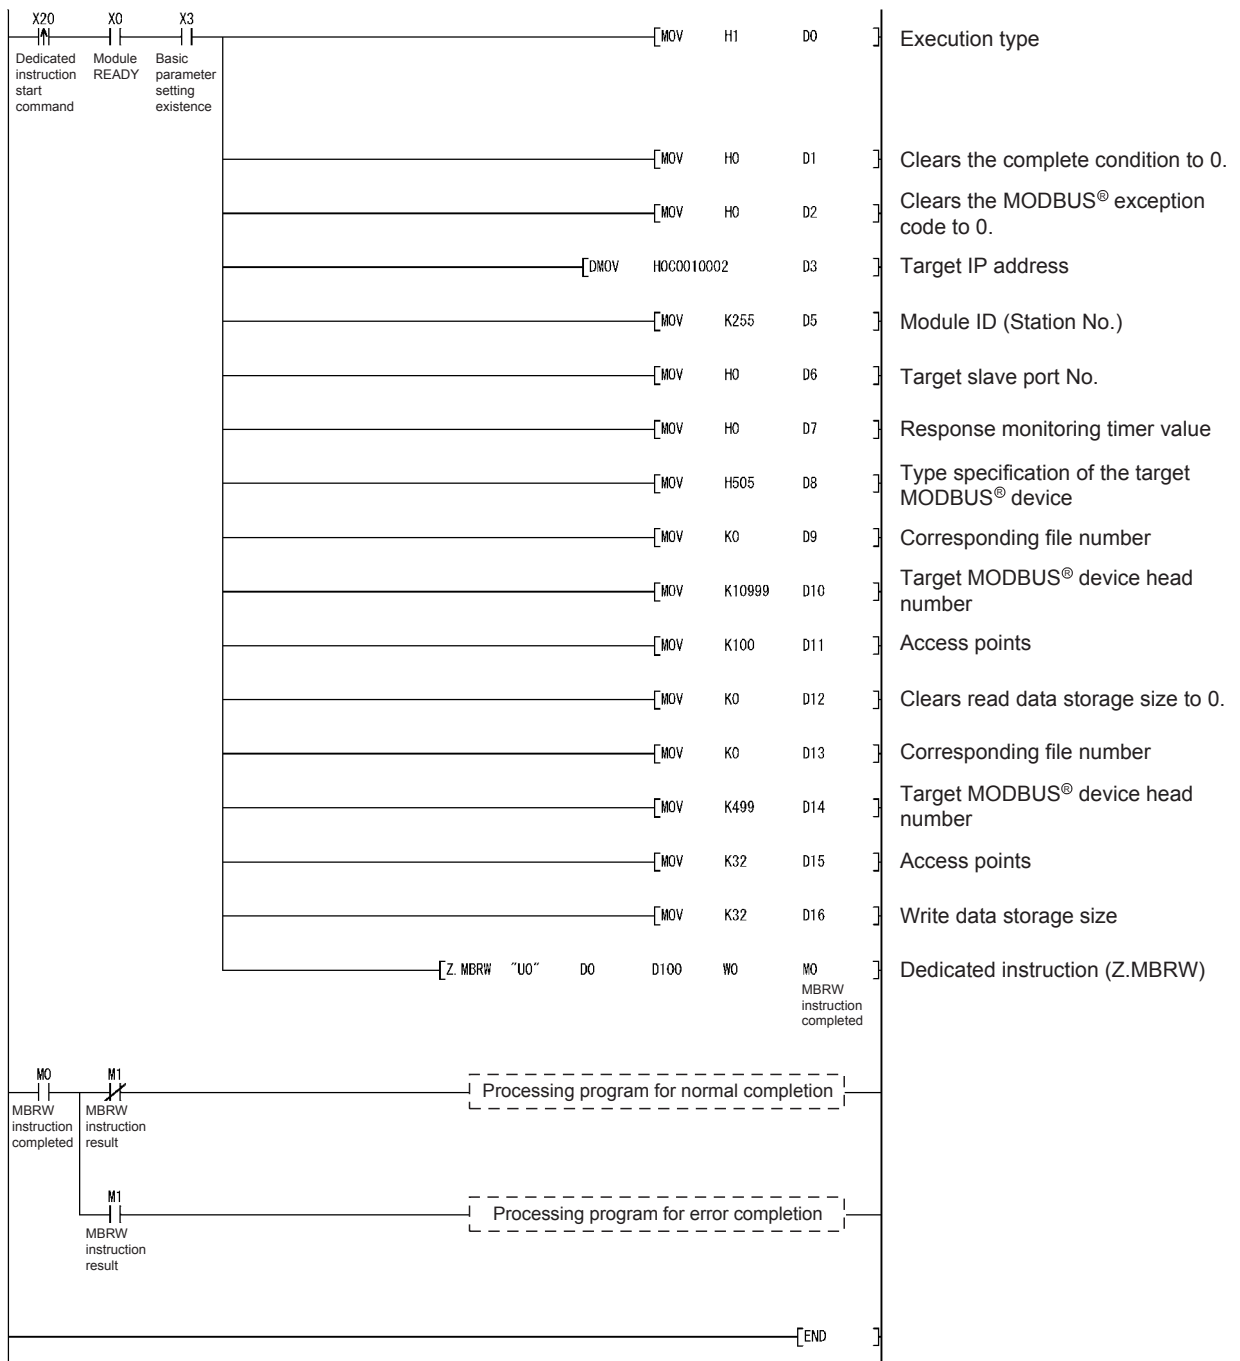 X20 X0 X3
[MOV H1 D0 ] Execution type
Dedicated instruction start command
Module READY
Basic parameter setting existence
[MOV H0 D1 ] Clears the complete condition to 0.
[MOV H0 D2 ] Clears the MODBUS® exception code to 0.
[DMOV H0C0010002 D3 ] Target IP address
[MOV K255 D5 ] Module ID (Station No.)
[MOV H0 D6 ] Target slave port No.
[MOV H0 D7 ] Response monitoring timer value
[MOV H505 D8 ] Type specification of the target MODBUS® device
[MOV K0 D9 ] Corresponding file number
[MOV K10999 D10 ] Target MODBUS® device head number
[MOV K100 D11 ] Access points
[MOV K0 D12 ] Clears read data storage size to 0.
[MOV K0 D13 ] Corresponding file number
[MOV K499 D14 ] Target MODBUS® device head number
[MOV K32 D15 ] Access points
[MOV K32 D16 ] Write data storage size
[Z.MBRW "U0" D0 D100 W0 M0 ] Dedicated instruction (Z.MBRW)
MBRW instruction completed
M0 M1
Processing program for normal completion
MBRW instruction completed
MBRW instruction result
M1
Processing program for error completion
MBRW instruction result
[END ]